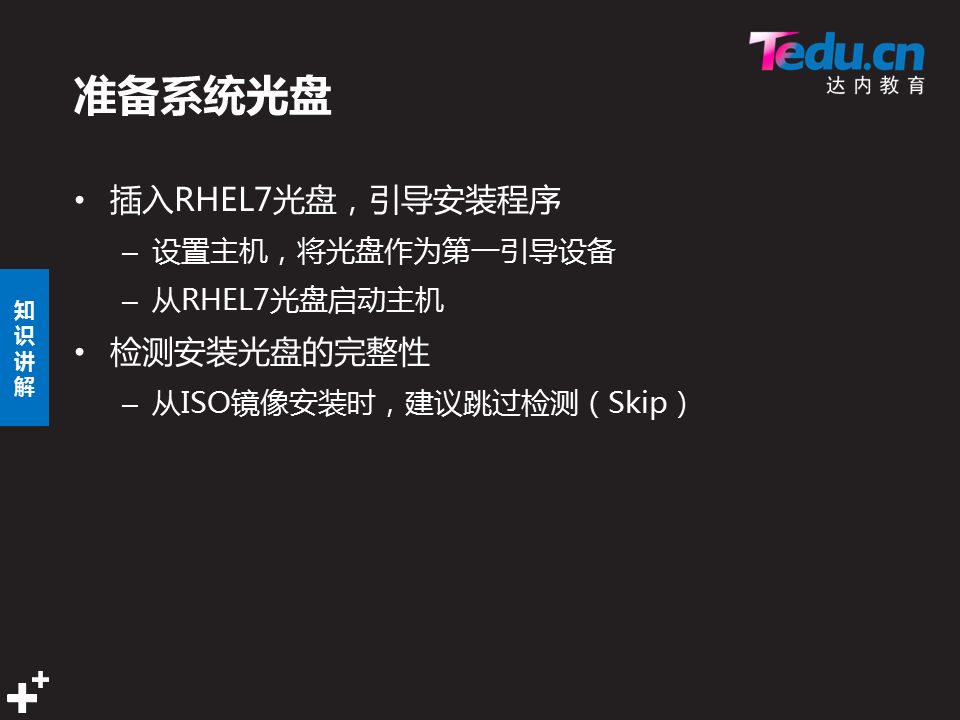 Tedu.cn
达内教育
准备系统光盘
• 插入RHEL7光盘，引导安装程序
– 设置主机，将光盘作为第一引导设备
– 从RHEL7光盘启动主机
• 检测安装光盘的完整性
– 从ISO镜像安装时，建议跳过检测（Skip）
知
识
讲
解